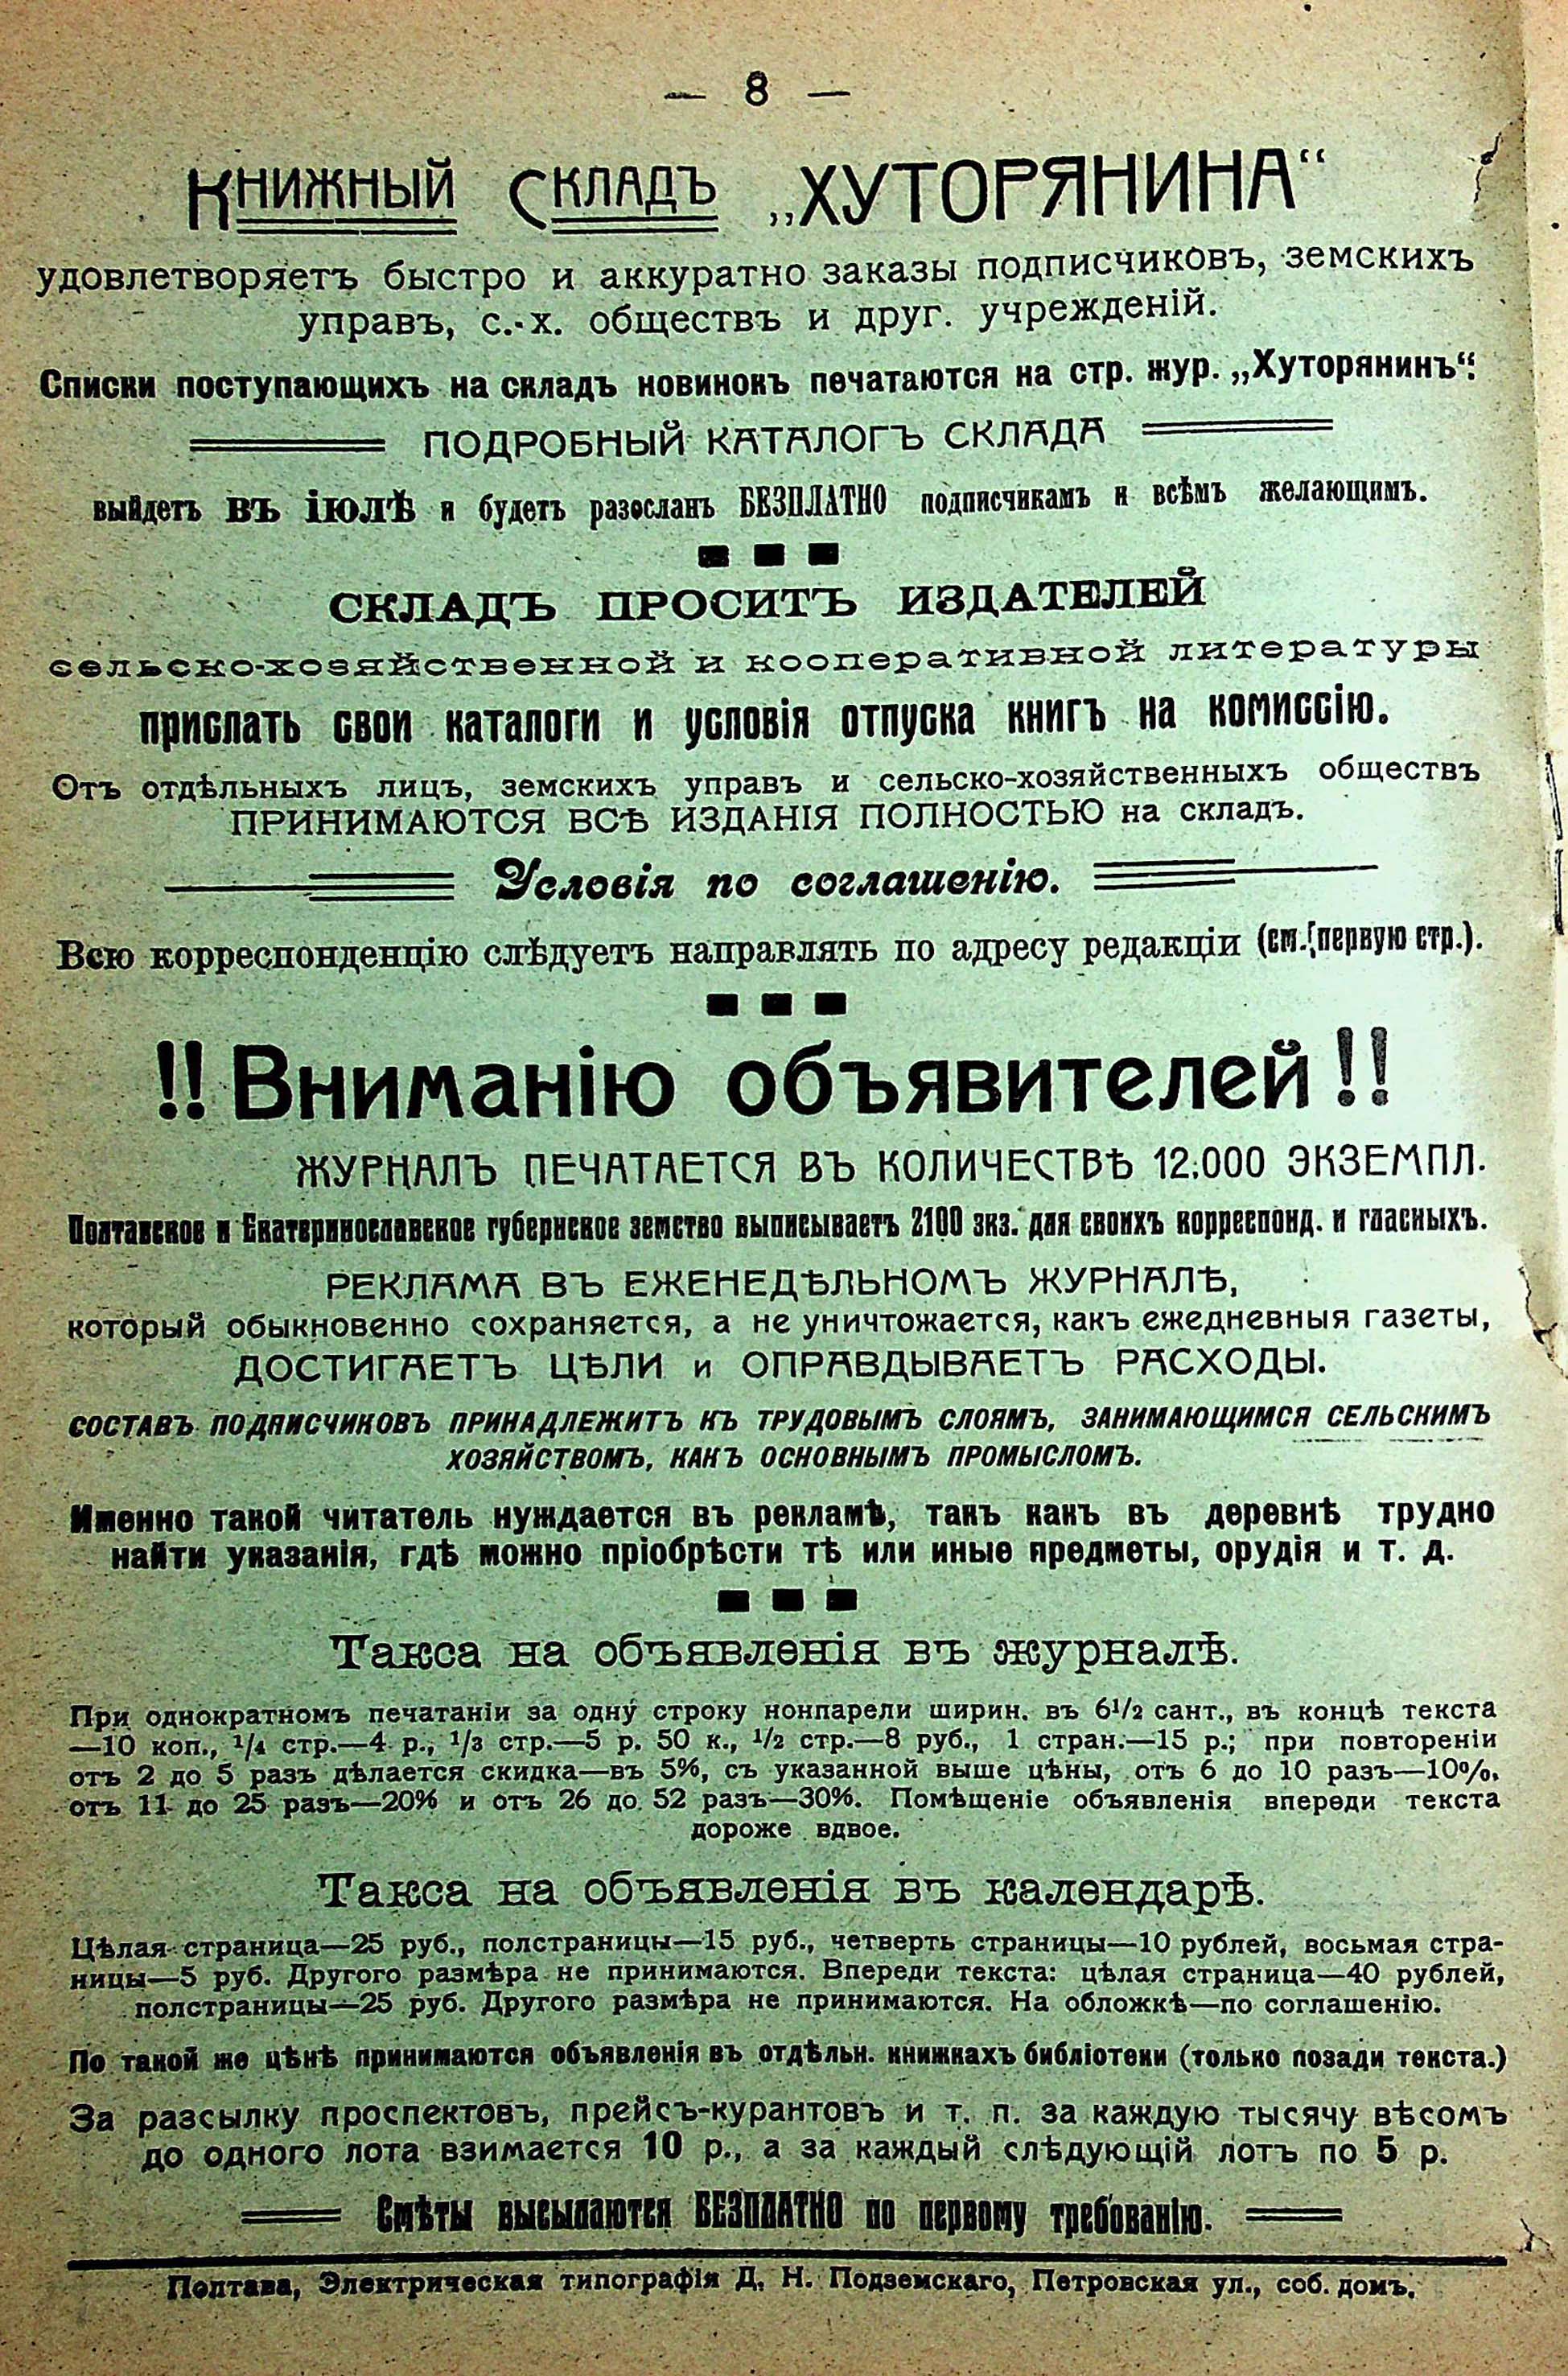 — 8 —
Книжный Складъ „ХУТОРЯНИНА“
удовлетворяетъ быстро и аккуратно заказы подписчиковъ, земскихъ
управъ, с.-х. обществъ и друг. учрежденій.
Списки поступающихъ на складъ новинокъ печатаются на стр. жур. „Хуторянинъ“.
ПОДРОБНЫЙ КАТАЛОГЪ СКЛАДА
выйдетъ въ іюлѣ и будетъ разосланъ БЕЗПЛАТНО подписчикамъ и всѣмъ желающимъ.
СКЛАДЪ ПРОСИТЪ ИЗДАТЕЛЕЙ
сельско-хозяйственной и кооперативной литературы
прислать свои каталоги и условія отпуска книгъ на комиссію.
Отъ отдѣльныхъ лицъ, земскихъ управъ и сельско-хозяйственныхъ обществъ
ПРИНИМАЮТСЯ ВСѢ ИЗДАНІЯ ПОЛНОСТЬЮ на складъ.
Условія по соглашенію.
Всю корреспонденцію слѣдуетъ направлять по адресу редакціи (см. первую стр.).
!! Вниманію объявителей !!
ЖУРНАЛЪ ПЕЧАТАЕТСЯ ВЪ КОЛИЧЕСТВѢ 12.000 ЭКЗЕМПЛ.
Полтавское и Екатеринославское губернское земство выписываетъ 2100 экз. для своихъ корреспонд. и гласныхъ.
РЕКЛАМА ВЪ ЕЖЕНЕДѢЛЬНОМЪ ЖУРНАЛѢ,
который обыкновенно сохраняется, а не уничтожается, какъ ежедневныя газеты,
ДОСТИГАЕТЪ ЦѢЛИ и ОПРАВДЫВАЕТЪ РАСХОДЫ.
СОСТАВЪ ПОДПИСЧИКОВЪ ПРИНАДЛЕЖИТЪ КЪ ТРУДОВЫМЪ СЛОЯМЪ, ЗАНИМАЮЩИМСЯ СЕЛЬСКИМЪ
ХОЗЯЙСТВОМЪ, КАКЪ ОСНОВНЫМЪ ПРОМЫСЛОМЪ.
Именно такой читатель нуждается въ рекламѣ, такъ какъ въ деревнѣ трудно
найти указанія, гдѣ можно пріобрѣсти тѣ или иные предметы, орудія и т. д.
Такса на объявленія въ журналѣ.
При однократномъ печатаніи за одну строку нонпарели ширин. въ 6½ сант., въ концѣ текста
—10 коп., ¼ стр.—4 р., ⅓ стр.—5 р. 50 к., ½ стр.—8 руб., 1 стран.—15 р.; при повтореніи
отъ 2 до 5 разъ дѣлается скидка—въ 5%, съ указанной выше цѣны, отъ 6 до 10 разъ—10%,
отъ 11 до 25 разъ—20% и отъ 26 до 52 разъ—30%. Помѣщеніе объявленія впереди текста
дороже вдвое.
Такса на объявленія въ календарѣ.
Цѣлая страница—25 руб., полстраницы—15 руб., четверть страницы—10 рублей, восьмая стра-
ницы—5 руб. Другого размѣра не принимаются. Впереди текста: цѣлая страница—40 рублей,
полстраницы—25 руб. Другого размѣра не принимаются. На обложкѣ—по соглашенію.
По такой же цѣнѣ принимаются объявленія въ отдѣльн. книжкахъ библіотеки (только позади текста.)
За разсылку проспектовъ, прейсъ-курантовъ и т. п. за каждую тысячу вѣсомъ
до одного лота взимается 10 р., а за каждый слѣдующій лотъ по 5 р.
Смѣты высылаются БЕЗПЛАТНО по первому требованію.
Полтава, Электрическая типографія Д. Н. Подземскаго, Петровская ул., соб. домъ.